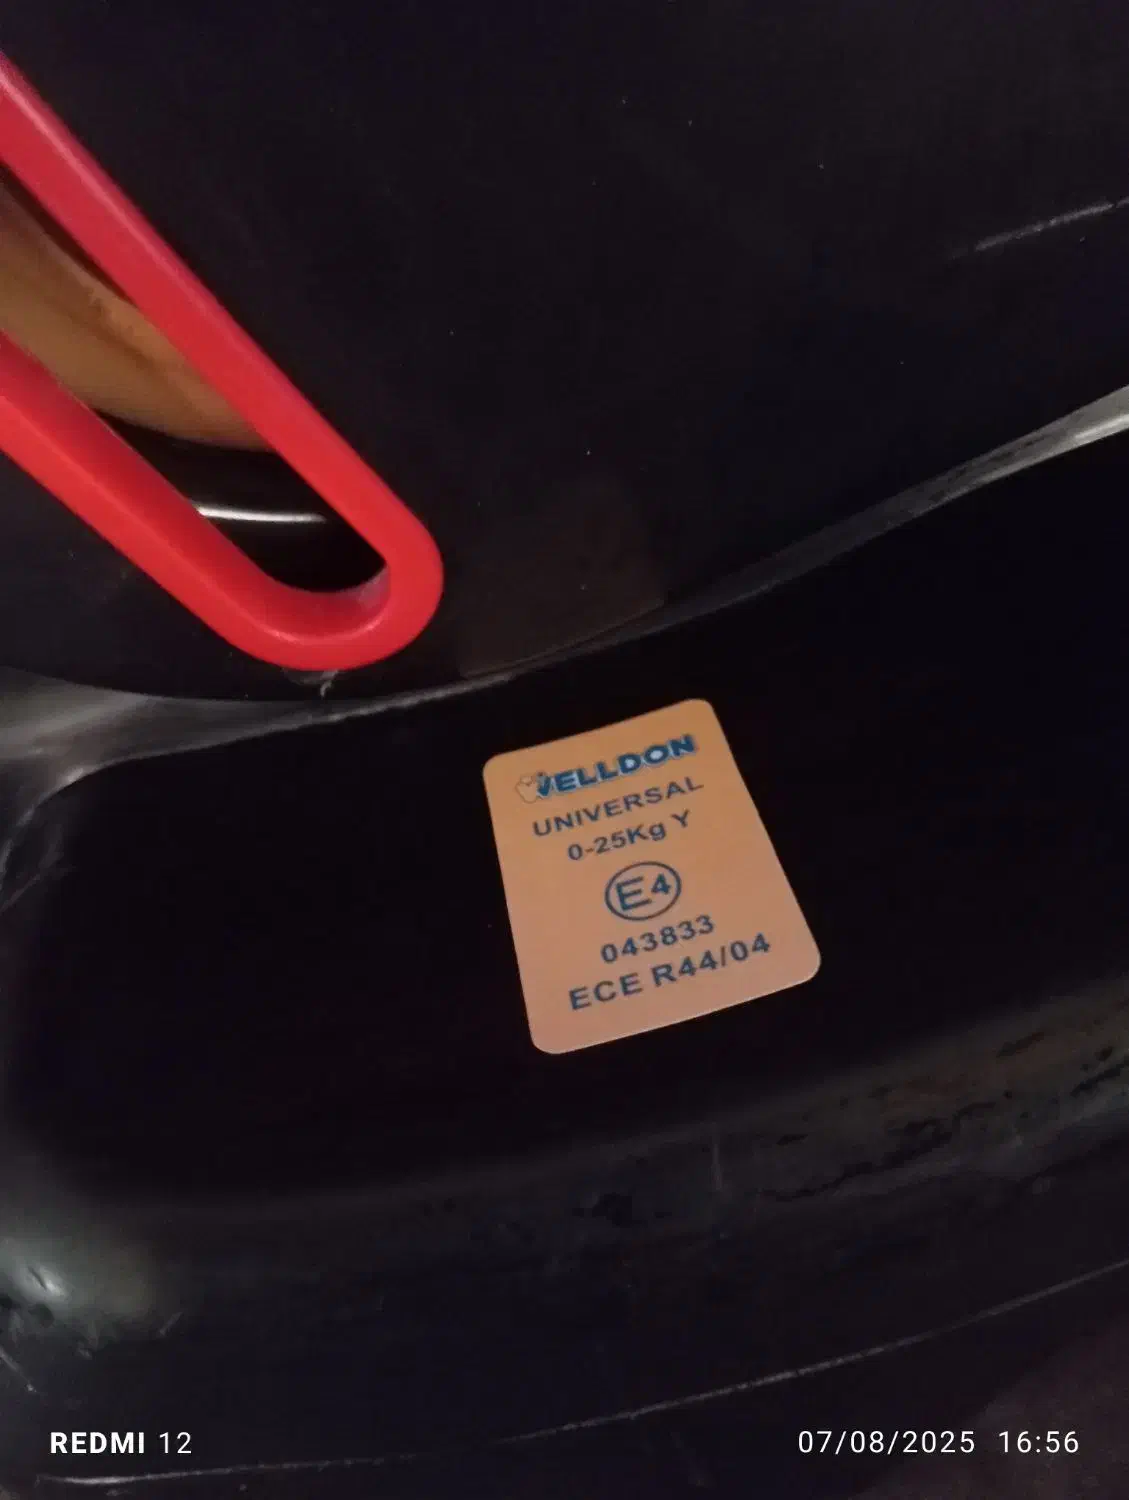 WELLDON
UNIVERSAL
0-25Kg Y
E4
043833
ECE R44/04
REDMI 12
07/08/2025 16:56